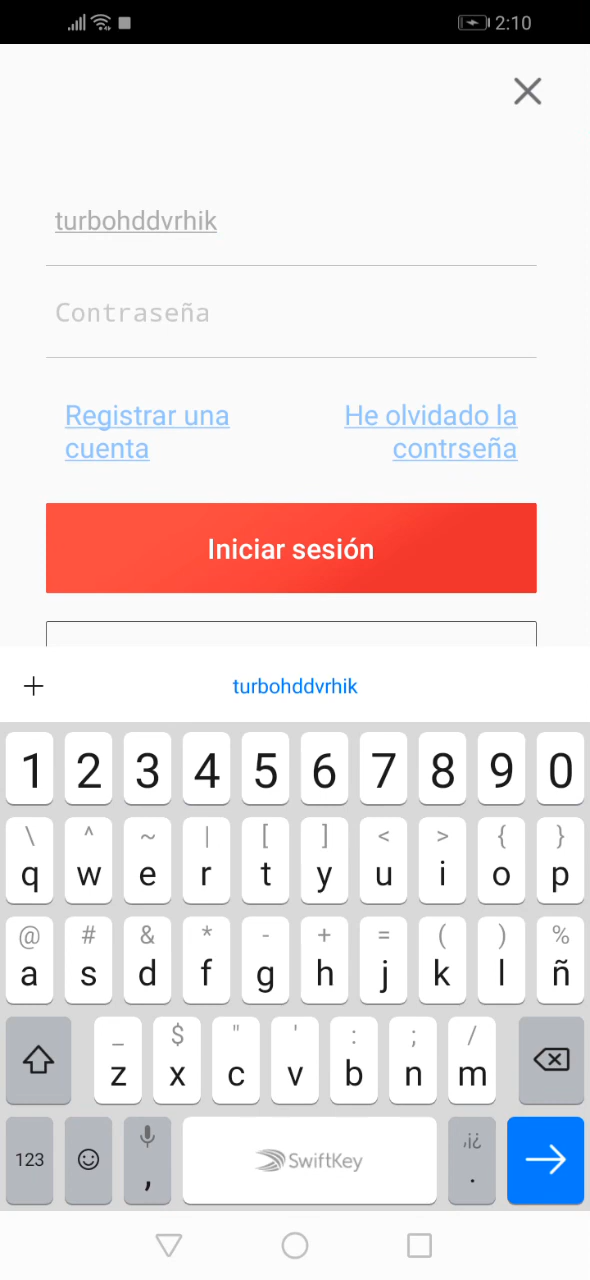 2:10
turbohddvrhik
Contraseña
Registrar una
cuenta
He olvidado la
contrseña
Iniciar sesión
turbohddvrhik
1 2 3 4 5 6 7 8 9 0
\ ^ ~ | [ ] < > { }
q w e r t y u i o p
@ # & * - + = ( ) %
a s d f g h j k l ñ
_ $ " ' : ; /
z x c v b n m
123 , SwiftKey ,¡¿ .